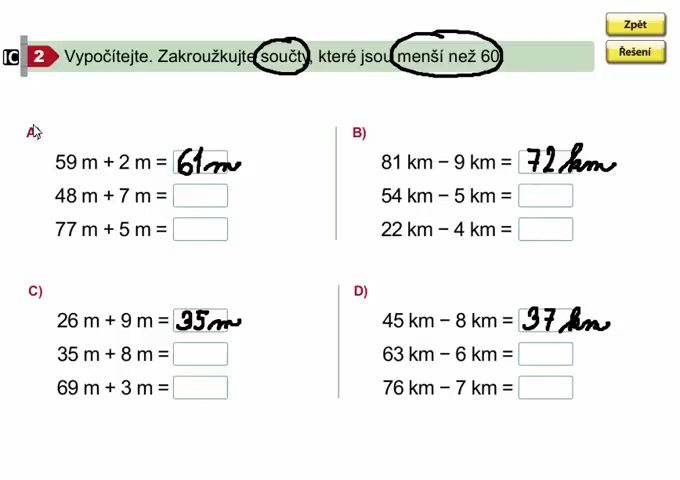 Zpět
Řešení
2 Vypočítejte. Zakroužkujte součty, které jsou menší než 60.
A)
59 m + 2 m = 61 m
48 m + 7 m =
77 m + 5 m =
B)
81 km − 9 km = 72 km
54 km − 5 km =
22 km − 4 km =
C)
26 m + 9 m = 35 m
35 m + 8 m =
69 m + 3 m =
D)
45 km − 8 km = 37 km
63 km − 6 km =
76 km − 7 km =